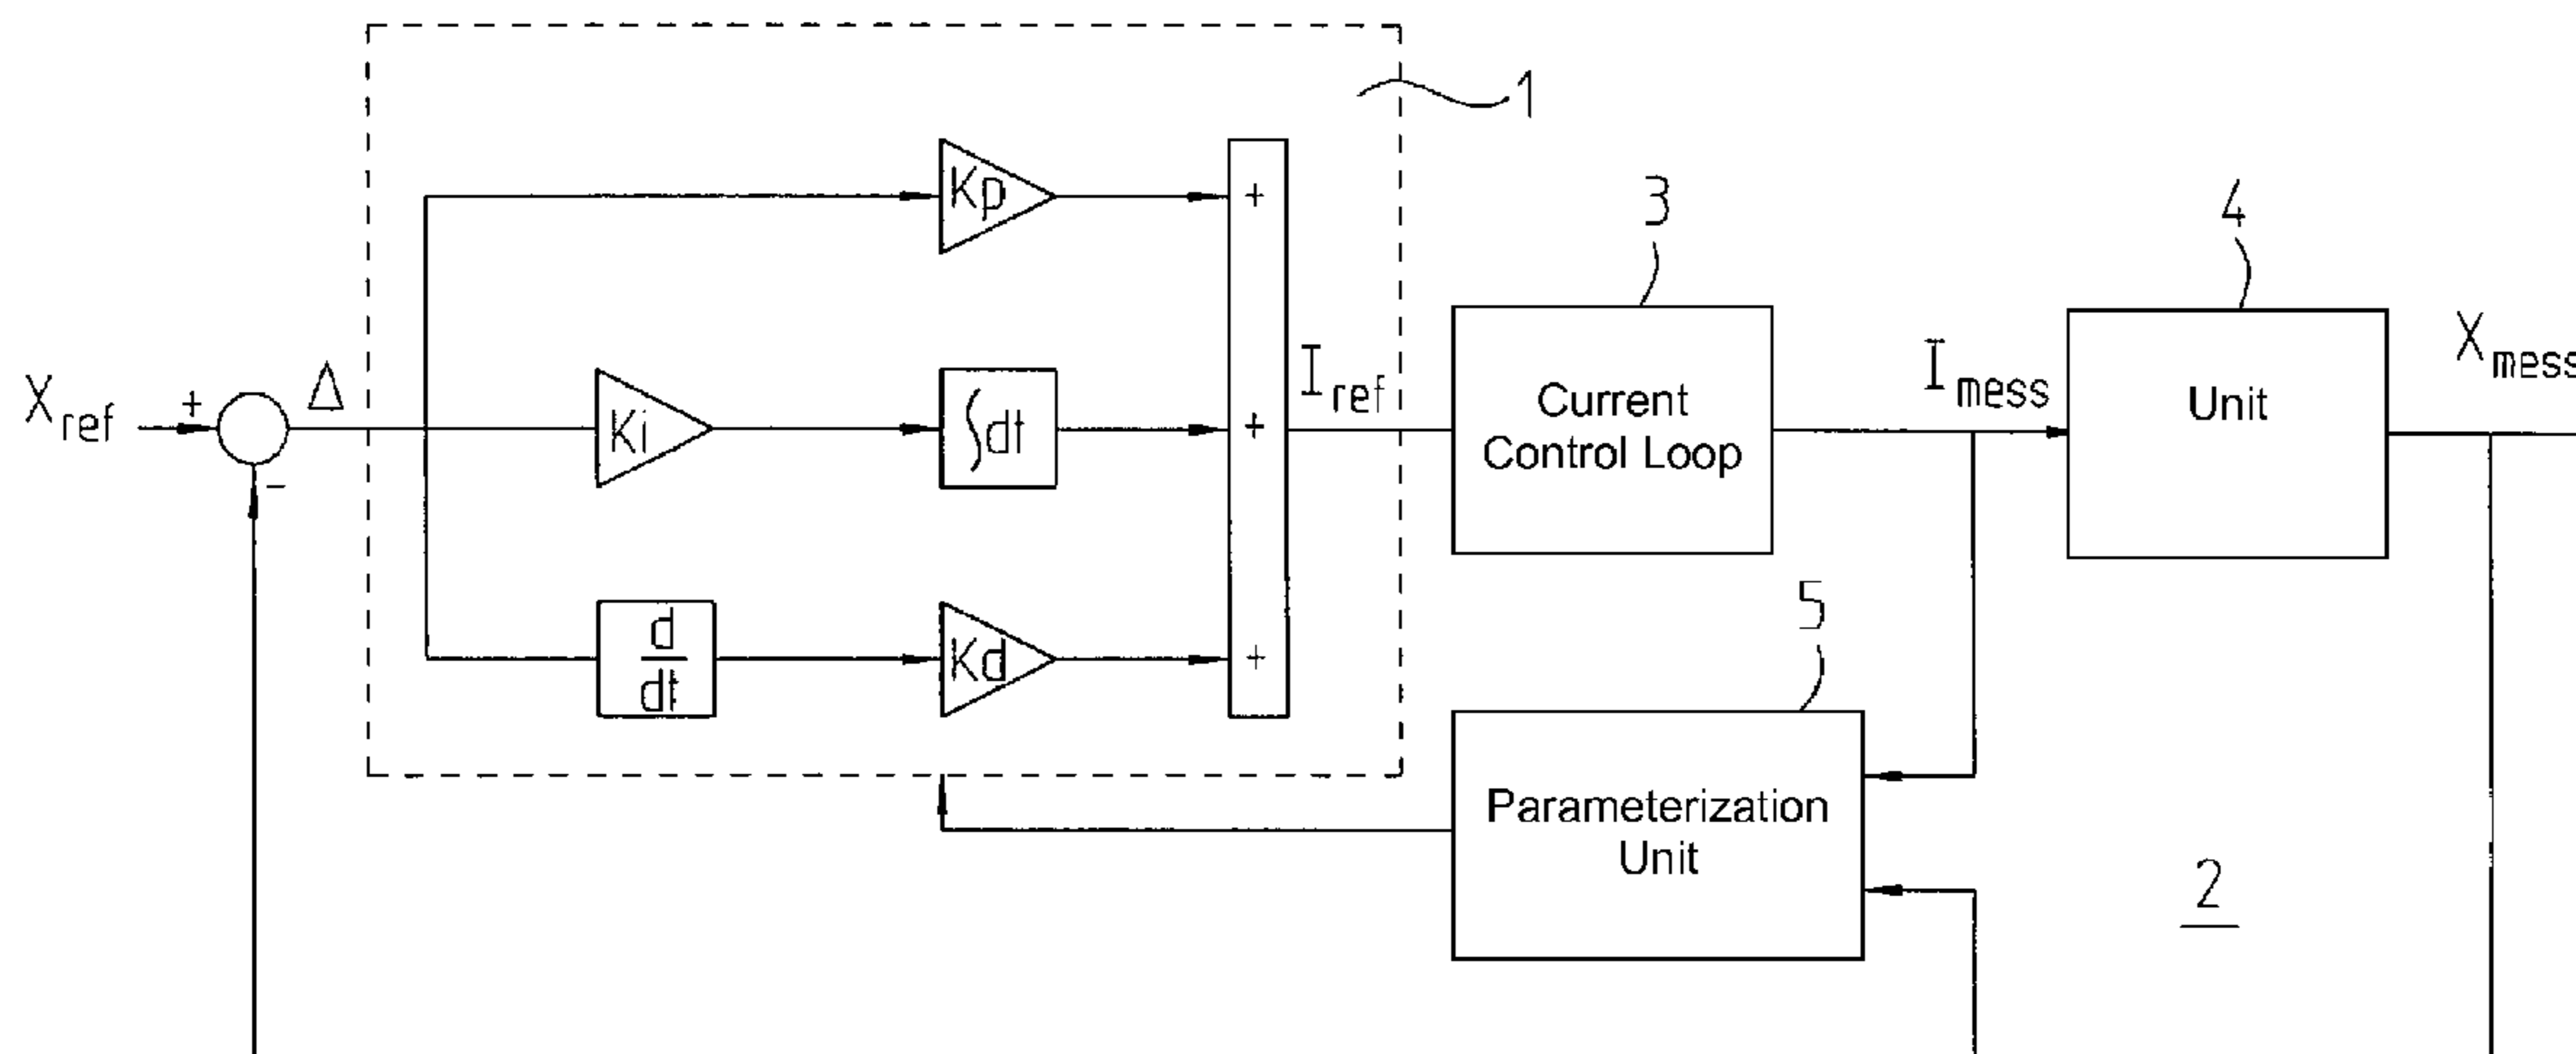 1
Kp
+
3
4
X_ref
+
Δ
-
Ki
∫dt
+
I_ref
Current
Control Loop
I_mess
Unit
X_mess
d
dt
Kd
+
5
Parameterization
Unit
2